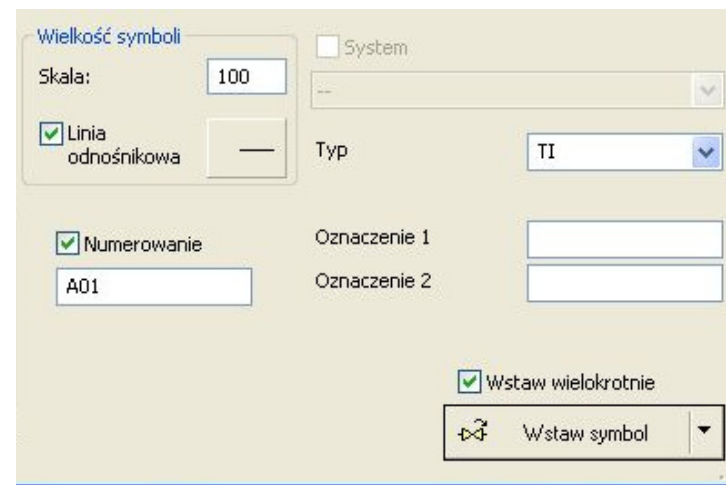 Wielkość symboli
Skala:
100
Linia
odnośnikowa
System
--
Typ
TI
Numerowanie
A01
Oznaczenie 1
Oznaczenie 2
Wstaw wielokrotnie
Wstaw symbol